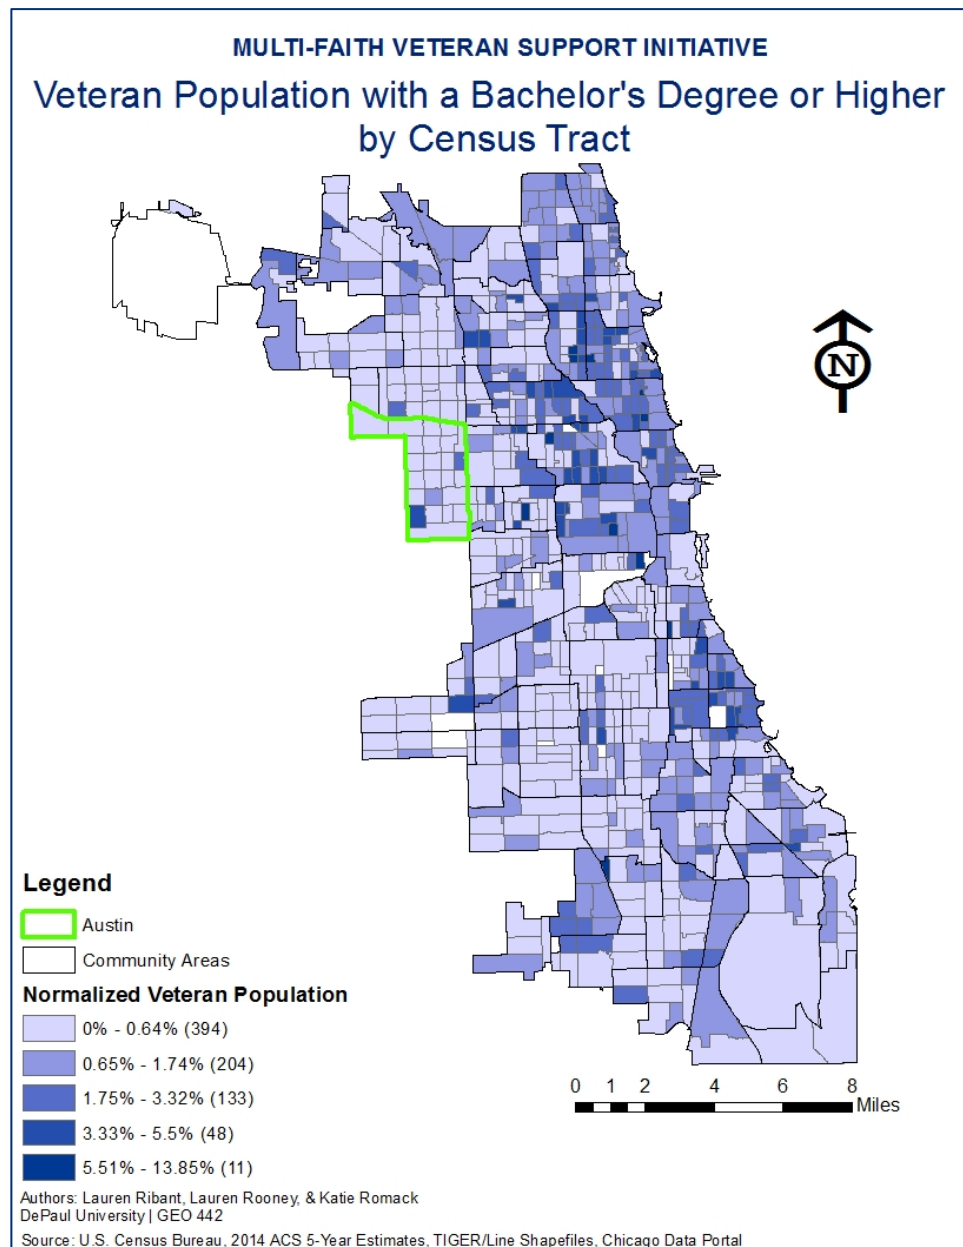 MULTI-FAITH VETERAN SUPPORT INITIATIVE
Veteran Population with a Bachelor's Degree or Higher
by Census Tract
N
Legend
Austin
Community Areas
Normalized Veteran Population
0% - 0.64% (394)
0.65% - 1.74% (204)
1.75% - 3.32% (133)
3.33% - 5.5% (48)
5.51% - 13.85% (11)
0 1 2 4 6 8
Miles
Authors: Lauren Ribant, Lauren Rooney, & Katie Romack
DePaul University | GEO 442
Source: U.S. Census Bureau, 2014 ACS 5-Year Estimates, TIGER/Line Shapefiles, Chicago Data Portal